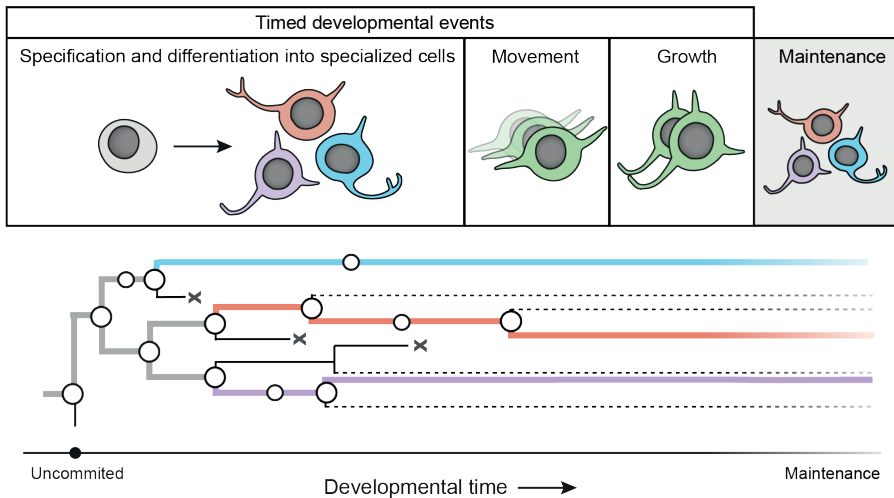 Timed developmental events
Specification and differentiation into specialized cells
Movement
Growth
Maintenance
Uncommited
Maintenance
Developmental time